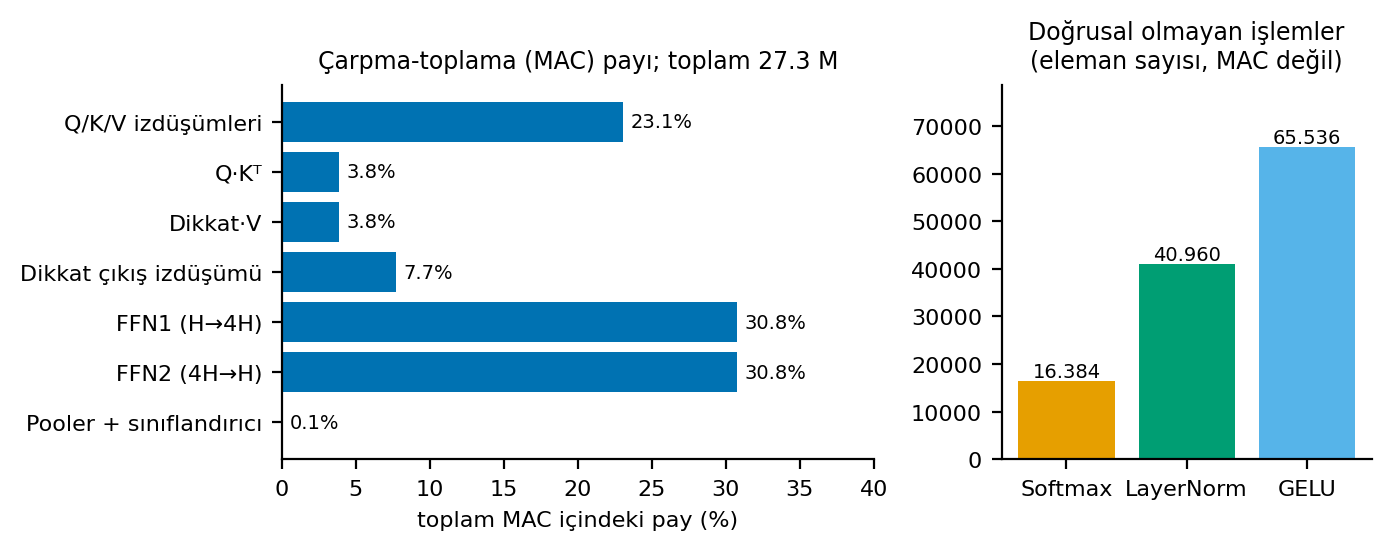 Çarpma-toplama (MAC) payı; toplam 27.3 M
Q/K/V izdüşümleri
23.1%
Q·Kᵀ
3.8%
Dikkat·V
3.8%
Dikkat çıkış izdüşümü
7.7%
FFN1 (H→4H)
30.8%
FFN2 (4H→H)
30.8%
Pooler + sınıflandırıcı
0.1%
0 5 10 15 20 25 30 35 40
toplam MAC içindeki pay (%)
Doğrusal olmayan işlemler
(eleman sayısı, MAC değil)
70000
60000
50000
40000
30000
20000
10000
0
16.384
40.960
65.536
Softmax LayerNorm GELU